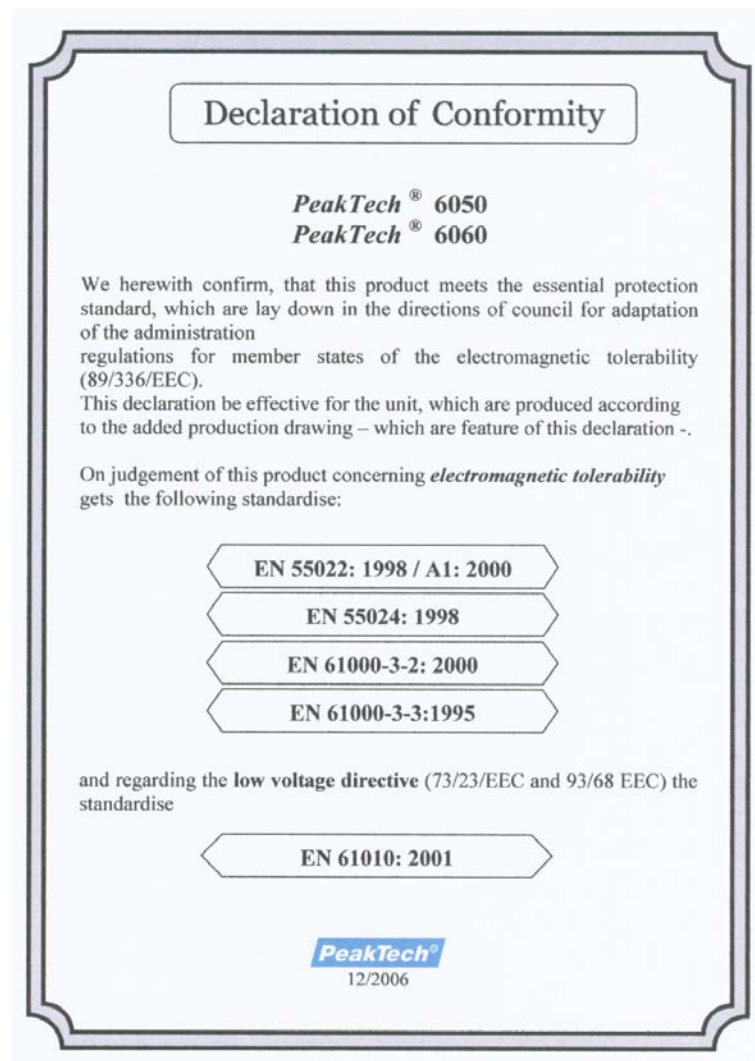 Declaration of Conformity
PeakTech ® 6050
PeakTech ® 6060
We herewith confirm, that this product meets the essential protection
standard, which are lay down in the directions of council for adaptation
of the administration
regulations for member states of the electromagnetic tolerability
(89/336/EEC).
This declaration be effective for the unit, which are produced according
to the added production drawing – which are feature of this declaration -.
On judgement of this product concerning electromagnetic tolerability
gets the following standardise:
EN 55022: 1998 / A1: 2000
EN 55024: 1998
EN 61000-3-2: 2000
EN 61000-3-3:1995
and regarding the low voltage directive (73/23/EEC and 93/68 EEC) the
standardise
EN 61010: 2001
PeakTech®
12/2006